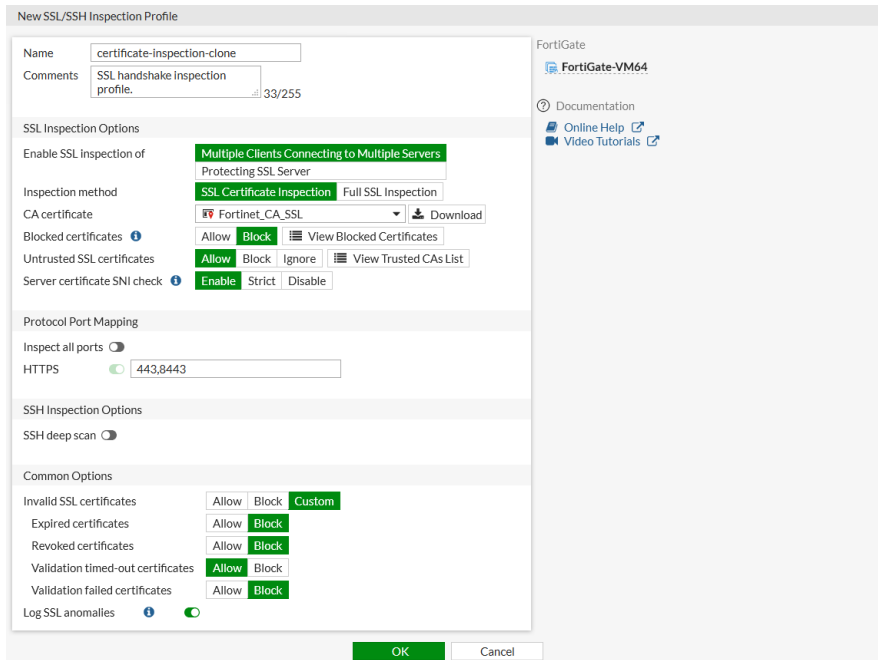 New SSL/SSH Inspection Profile
Name certificate-inspection-clone
Comments SSL handshake inspection
profile.
33/255
SSL Inspection Options
Enable SSL inspection of Multiple Clients Connecting to Multiple Servers
Protecting SSL Server
Inspection method SSL Certificate Inspection Full SSL Inspection
CA certificate Fortinet_CA_SSL Download
Blocked certificates Allow Block View Blocked Certificates
Untrusted SSL certificates Allow Block Ignore View Trusted CAs List
Server certificate SNI check Enable Strict Disable
Protocol Port Mapping
Inspect all ports
HTTPS 443,8443
SSH Inspection Options
SSH deep scan
Common Options
Invalid SSL certificates Allow Block Custom
Expired certificates Allow Block
Revoked certificates Allow Block
Validation timed-out certificates Allow Block
Validation failed certificates Allow Block
Log SSL anomalies
OK Cancel
FortiGate
FortiGate-VM64
Documentation
Online Help
Video Tutorials